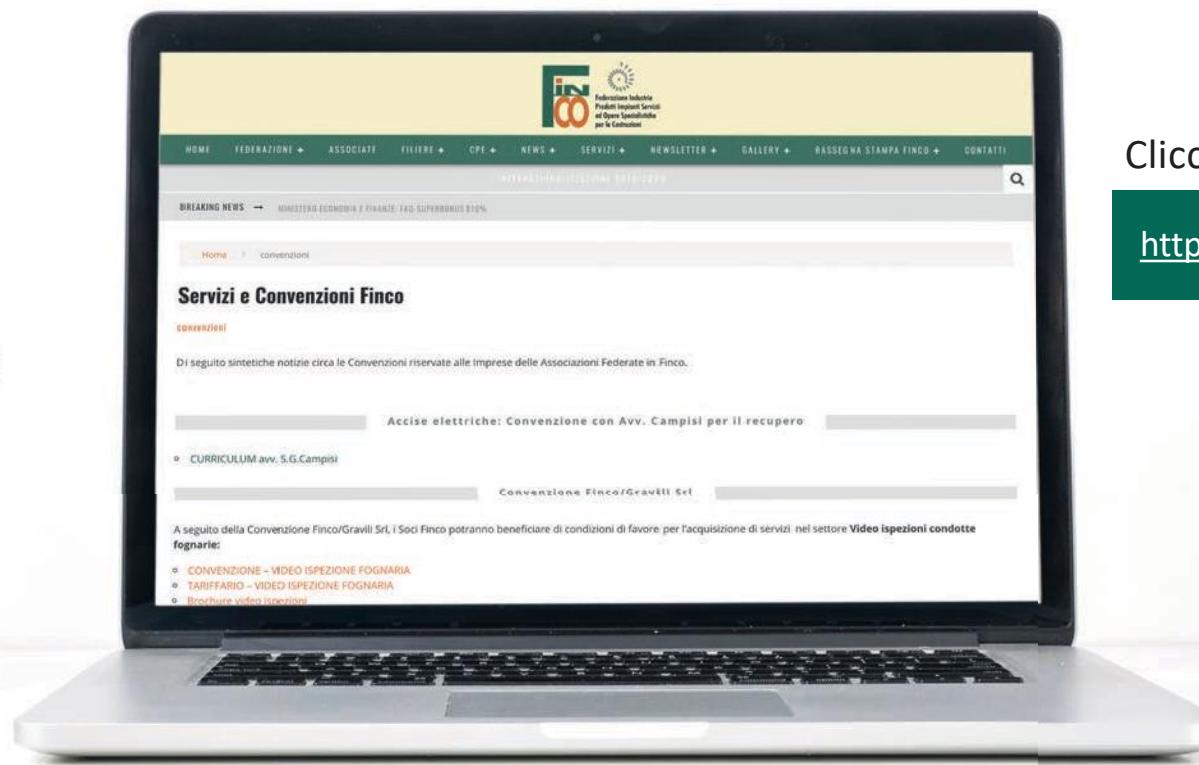 FINCO
Federazione Industrie
Prodotti Impianti Servizi
ed Opere Specialistiche
per le Costruzioni
HOME FEDERAZIONE + ASSOCIATE FILIERE + CPE + NEWS + SERVIZI + NEWSLETTER + GALLERY + RASSEGNA STAMPA FINCO + CONTATTI
BREAKING NEWS → MINISTERO ECONOMIA E FINANZE: FAQ SUPERBONUS 110%
Home > convenzioni
Servizi e Convenzioni Finco
convenzioni
Di seguito sintetiche notizie circa le Convenzioni riservate alle Imprese delle Associazioni Federate in Finco.
Accise elettriche: Convenzione con Avv. Campisi per il recupero
CURRICULUM avv. S.G.Campisi
Convenzione Finco/Gravili Srl
A seguito della Convenzione Finco/Gravili Srl, i Soci Finco potranno beneficiare di condizioni di favore per l'acquisizione di servizi nel settore Video ispezioni condotte
fognarie:
CONVENZIONE – VIDEO ISPEZIONE FOGNARIA
TARIFFARIO – VIDEO ISPEZIONE FOGNARIA
Brochure video ispezioni
Clicc
http